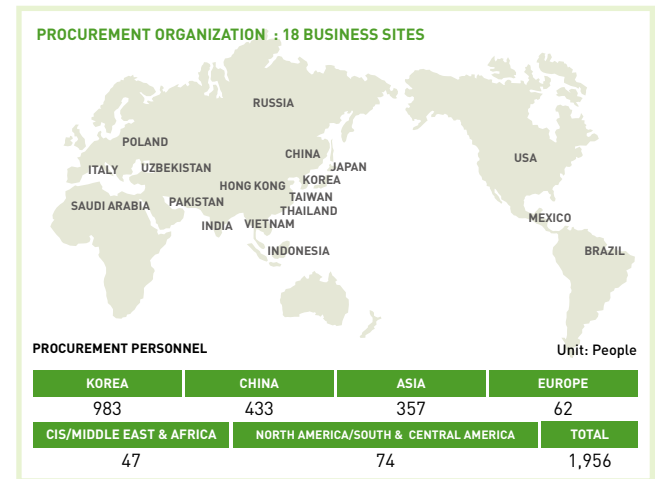 PROCUREMENT ORGANIZATION : 18 BUSINESS SITES
RUSSIA
POLAND
CHINA
USA
ITALY
UZBEKISTAN
JAPAN
KOREA
HONG KONG
TAIWAN
SAUDI ARABIA
PAKISTAN
THAILAND
INDIA
VIETNAM
MEXICO
INDONESIA
BRAZIL
PROCUREMENT PERSONNEL
Unit: People
KOREA CHINA ASIA EUROPE
983 433 357 62
CIS/MIDDLE EAST & AFRICA NORTH AMERICA/SOUTH & CENTRAL AMERICA TOTAL
47 74 1,956